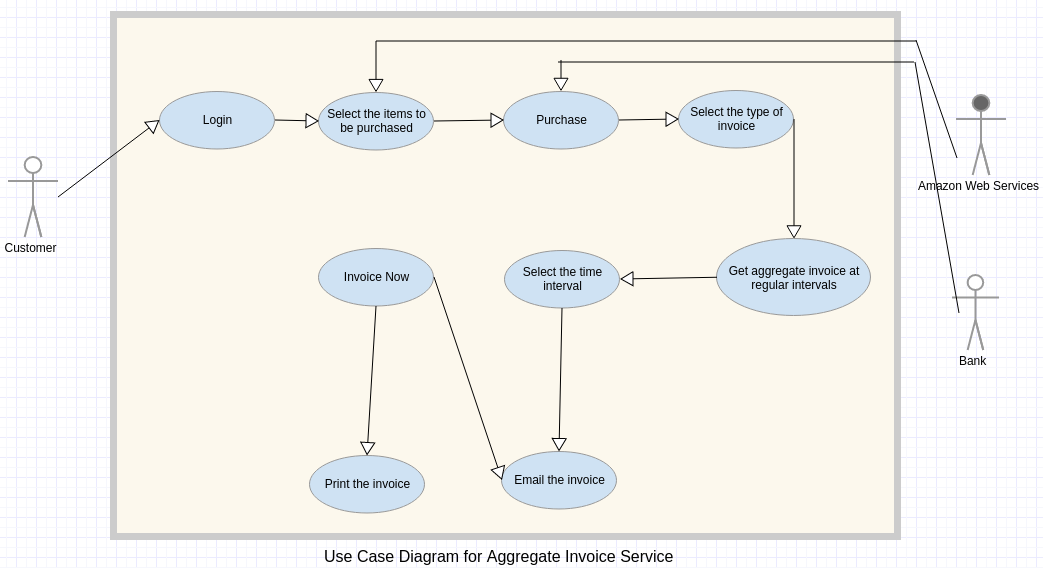 Login
Select the items to
be purchased
Purchase
Select the type of
invoice
Amazon Web Services
Customer
Invoice Now
Select the time
interval
Get aggregate invoice at
regular intervals
Bank
Print the invoice
Email the invoice
Use Case Diagram for Aggregate Invoice Service